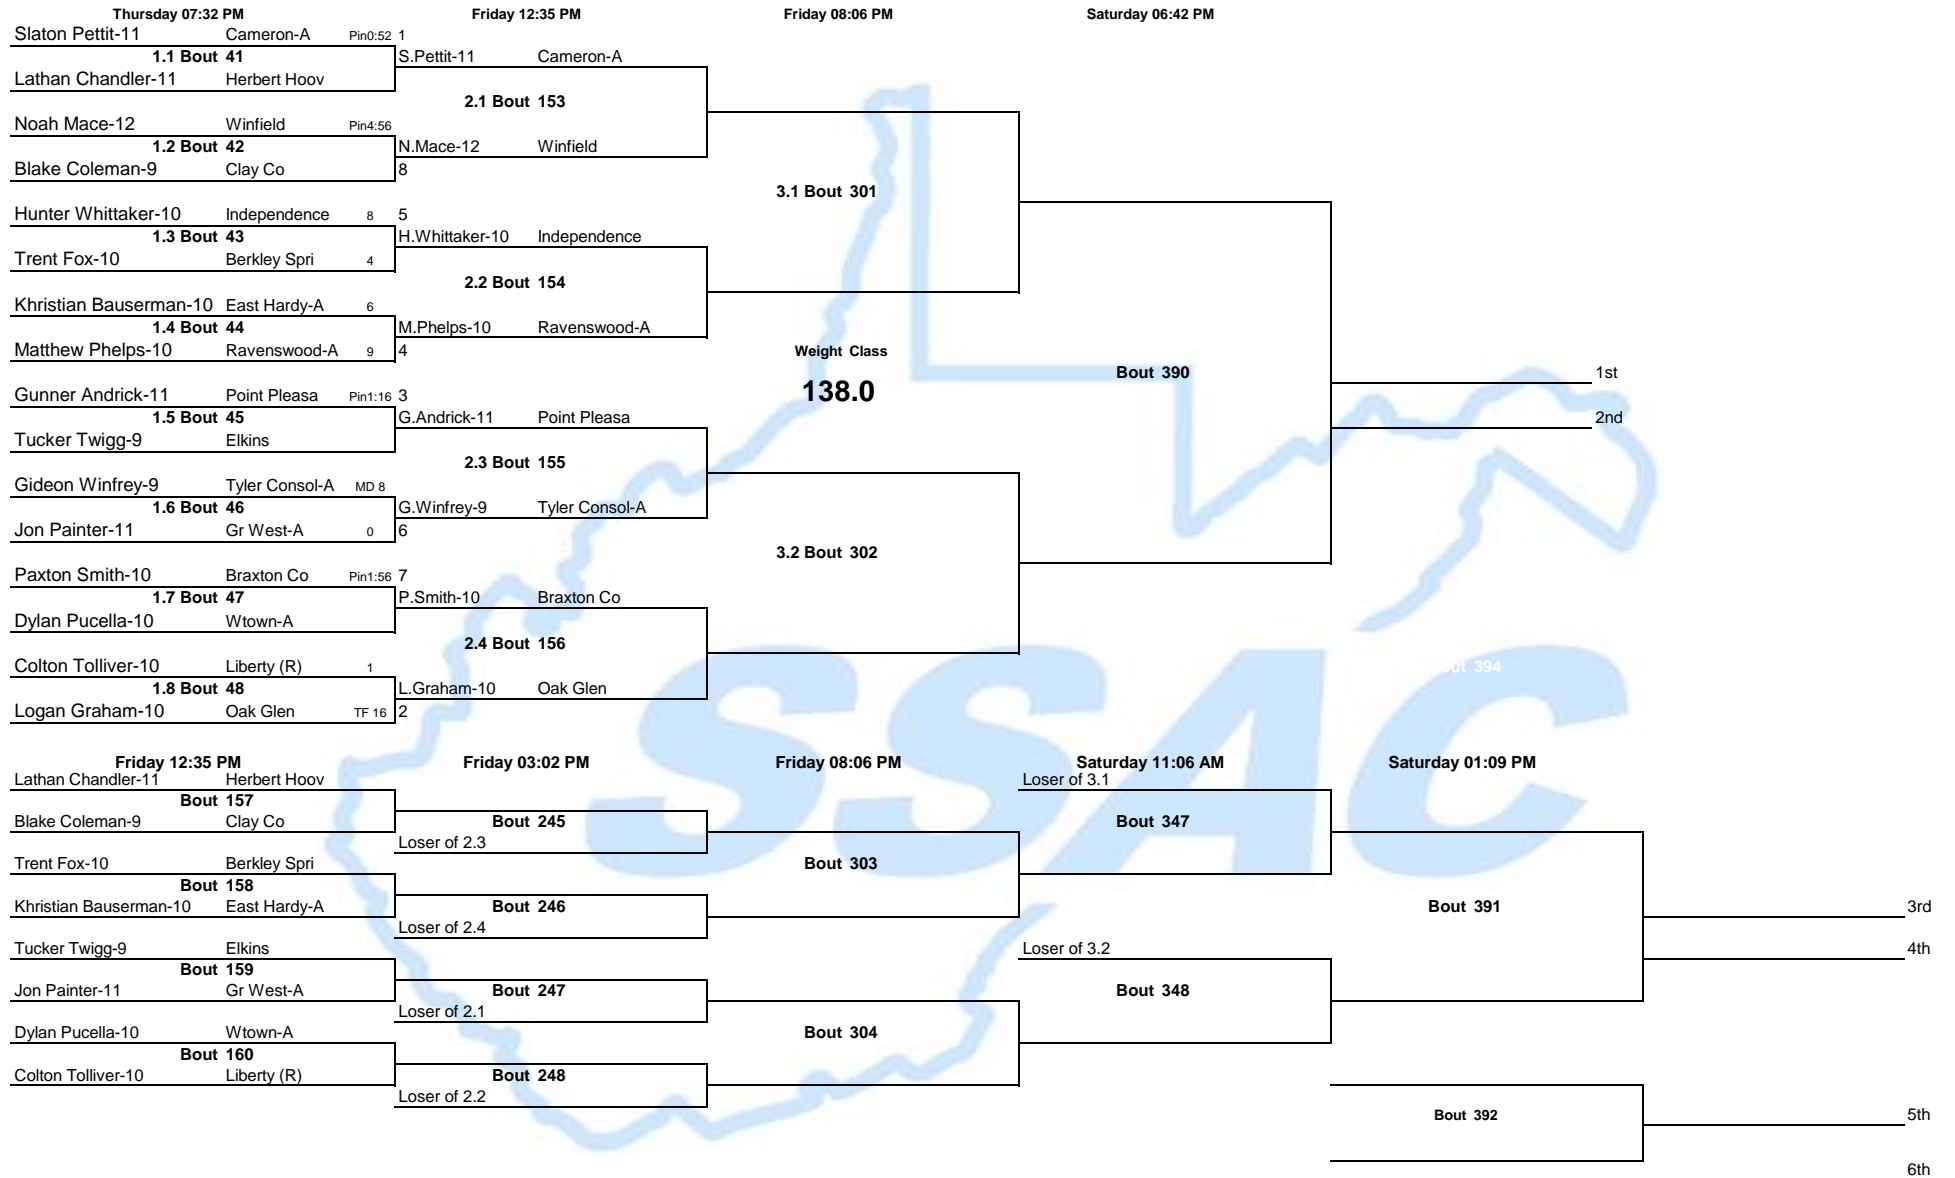 Thursday 07:32 PM Friday 12:35 PM Friday 08:06 PM Saturday 06:42 PM
Slaton Pettit-11 Cameron-A Pin0:52 1
1.1 Bout 41 S.Pettit-11 Cameron-A
Lathan Chandler-11 Herbert Hoov
2.1 Bout 153
Noah Mace-12 Winfield Pin4:56
1.2 Bout 42 N.Mace-12 Winfield
Blake Coleman-9 Clay Co 8
3.1 Bout 301
Hunter Whittaker-10 Independence 8 5
1.3 Bout 43 H.Whittaker-10 Independence
Trent Fox-10 Berkley Spri 4
2.2 Bout 154
Khristian Bauserman-10 East Hardy-A 6
1.4 Bout 44 M.Phelps-10 Ravenswood-A
Matthew Phelps-10 Ravenswood-A 9 4 Weight Class
Bout 390 1st
138.0
Gunner Andrick-11 Point Pleasa Pin1:16 3
1.5 Bout 45 G.Andrick-11 Point Pleasa 2nd
Tucker Twigg-9 Elkins
2.3 Bout 155
Gideon Winfrey-9 Tyler Consol-A MD 8
1.6 Bout 46 G.Winfrey-9 Tyler Consol-A
Jon Painter-11 Gr West-A 0 6
3.2 Bout 302
Paxton Smith-10 Braxton Co Pin1:56 7
1.7 Bout 47 P.Smith-10 Braxton Co
Dylan Pucella-10 Wtown-A
2.4 Bout 156
Colton Tolliver-10 Liberty (R) 1 Bout 394
1.8 Bout 48 L.Graham-10 Oak Glen
Logan Graham-10 Oak Glen TF 16 2
SSAC
Friday 12:35 PM Friday 03:02 PM Friday 08:06 PM Saturday 11:06 AM Saturday 01:09 PM
Lathan Chandler-11 Herbert Hoov Loser of 3.1
Bout 157
Blake Coleman-9 Clay Co Bout 245 Bout 347
Loser of 2.3
Trent Fox-10 Berkley Spri Bout 303
Bout 158
Khristian Bauserman-10 East Hardy-A Bout 246 Bout 391 3rd
Loser of 2.4
Tucker Twigg-9 Elkins Loser of 3.2 4th
Bout 159
Jon Painter-11 Gr West-A Bout 247 Bout 348
Loser of 2.1
Dylan Pucella-10 Wtown-A Bout 304
Bout 160
Colton Tolliver-10 Liberty (R) Bout 248
Loser of 2.2
Bout 392 5th
6th